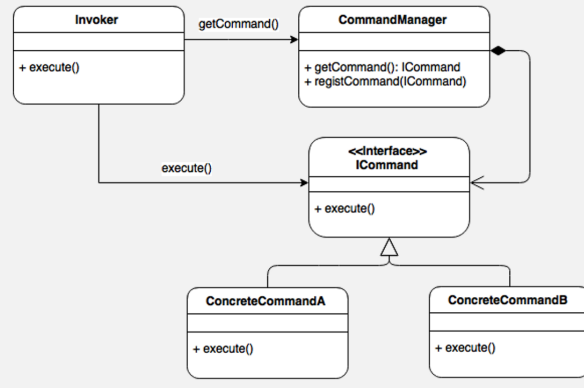 Invoker
+ execute()
getCommand()
CommandManager
+ getCommand(): ICommand
+ registCommand(ICommand)
execute()
<<Interface>>
ICommand
+ execute()
ConcreteCommandA
+ execute()
ConcreteCommandB
+ execute()